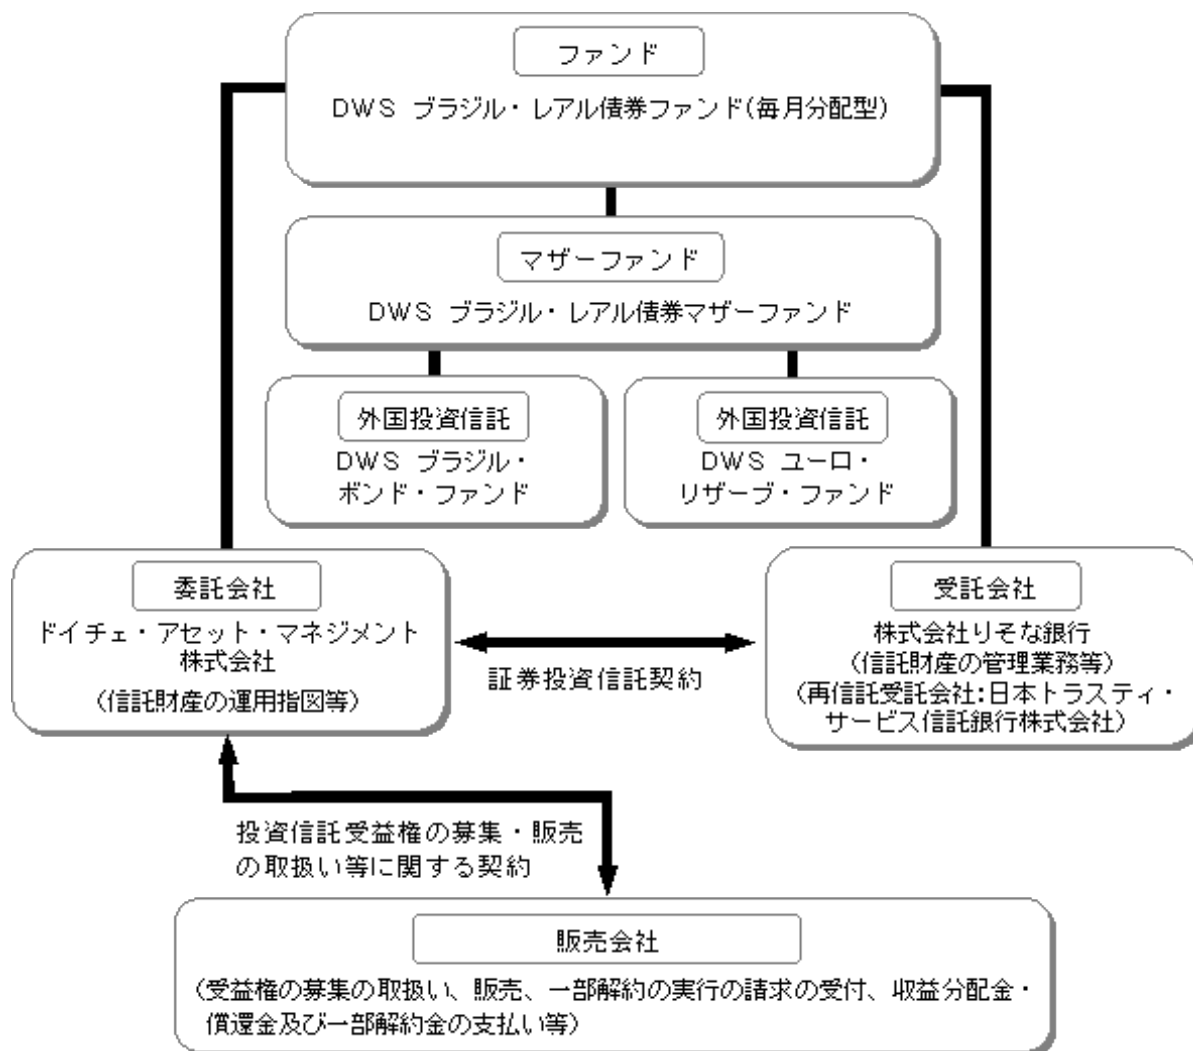 ファンド
DWS ブラジル・レアル債券ファンド(毎月分配型)
マザーファンド
DWS ブラジル・レアル債券マザーファンド
外国投資信託
DWS ブラジル・
ボンド・ファンド
外国投資信託
DWS ユーロ・
リザーブ・ファンド
委託会社
ドイチェ・アセット・マネジメント
株式会社
(信託財産の運用指図等)
証券投資信託契約
受託会社
株式会社りそな銀行
(信託財産の管理業務等)
(再信託受託会社:日本トラスティ・
サービス信託銀行株式会社)
投資信託受益権の募集・販売
の取扱い等に関する契約
販売会社
(受益権の募集の取扱い、販売、一部解約の実行の請求の受付、収益分配金・
償還金及び一部解約金の支払い等)